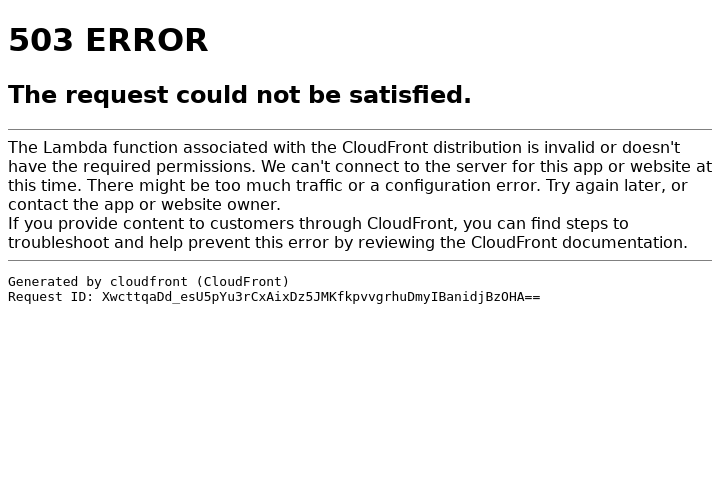 503 ERROR
The request could not be satisfied.
The Lambda function associated with the CloudFront distribution is invalid or doesn't
have the required permissions. We can't connect to the server for this app or website at
this time. There might be too much traffic or a configuration error. Try again later, or
contact the app or website owner.
If you provide content to customers through CloudFront, you can find steps to
troubleshoot and help prevent this error by reviewing the CloudFront documentation.
Generated by cloudfront (CloudFront)
Request ID: XwcttqaDd_esU5pYu3rCxAixDz5JMKfkpvvgrhuDmyIBanidjBzOHA==